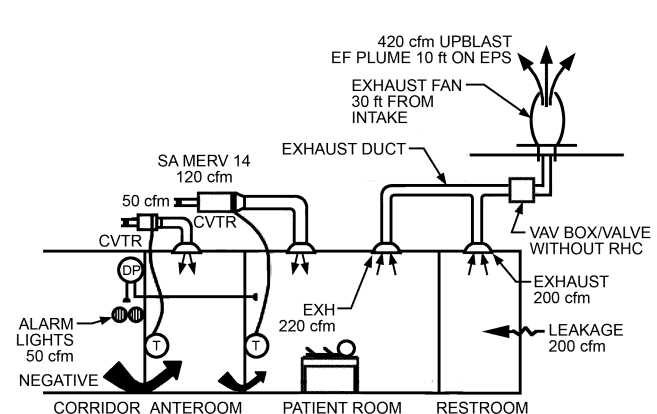 420 cfm UPBLAST
EF PLUME 10 ft ON EPS
EXHAUST FAN
30 ft FROM
INTAKE
EXHAUST DUCT
SA MERV 14
120 cfm
50 cfm
CVTR
CVTR
VAV BOX/VALVE
WITHOUT RHC
DP
EXH
220 cfm
EXHAUST
200 cfm
ALARM
LIGHTS
50 cfm
T
T
LEAKAGE
200 cfm
NEGATIVE
CORRIDOR
ANTEROOM
PATIENT ROOM
RESTROOM